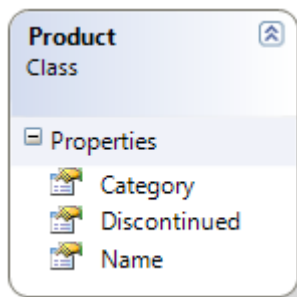 Product
Class
Properties
Category
Discontinued
Name